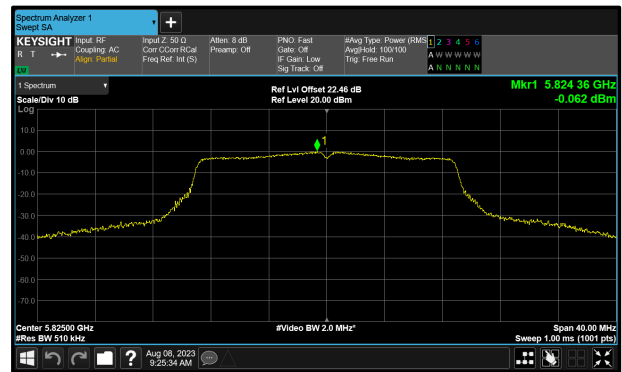 Spectrum Analyzer 1
Swept SA
KEYSIGHT
R T
LXI
Input: RF
Coupling: AC
Align: Partial
Input Z: 50 Ω
Corr CCorr RCal
Freq Ref: Int (S)
Atten: 8 dB
Preamp: Off
PNO: Fast
Gate: Off
IF Gain: Low
Sig Track: Off
#Avg Type: Power (RMS
Avg|Hold: 100/100
Trig: Free Run
1 2 3 4 5 6
A W W W W W
A N N N N N
1 Spectrum
Scale/Div 10 dB
Log
Ref Lvl Offset 22.46 dB
Ref Level 20.00 dBm
Mkr1 5.824 36 GHz
-0.062 dBm
1
10.0
0.00
-10.0
-20.0
-30.0
-40.0
-50.0
-60.0
-70.0
Center 5.82500 GHz
#Res BW 510 kHz
#Video BW 2.0 MHz*
Span 40.00 MHz
Sweep 1.00 ms (1001 pts)
?
Aug 08, 2023
9:25:34 AM